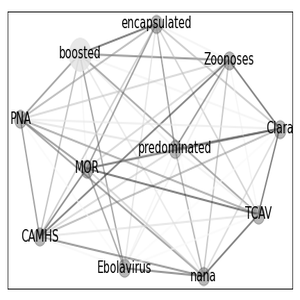 encapsulated
boosted
Zoonoses
PNA
Clara
predominated
MOR
TCAV
CAMHS
Ebolavirus
nana